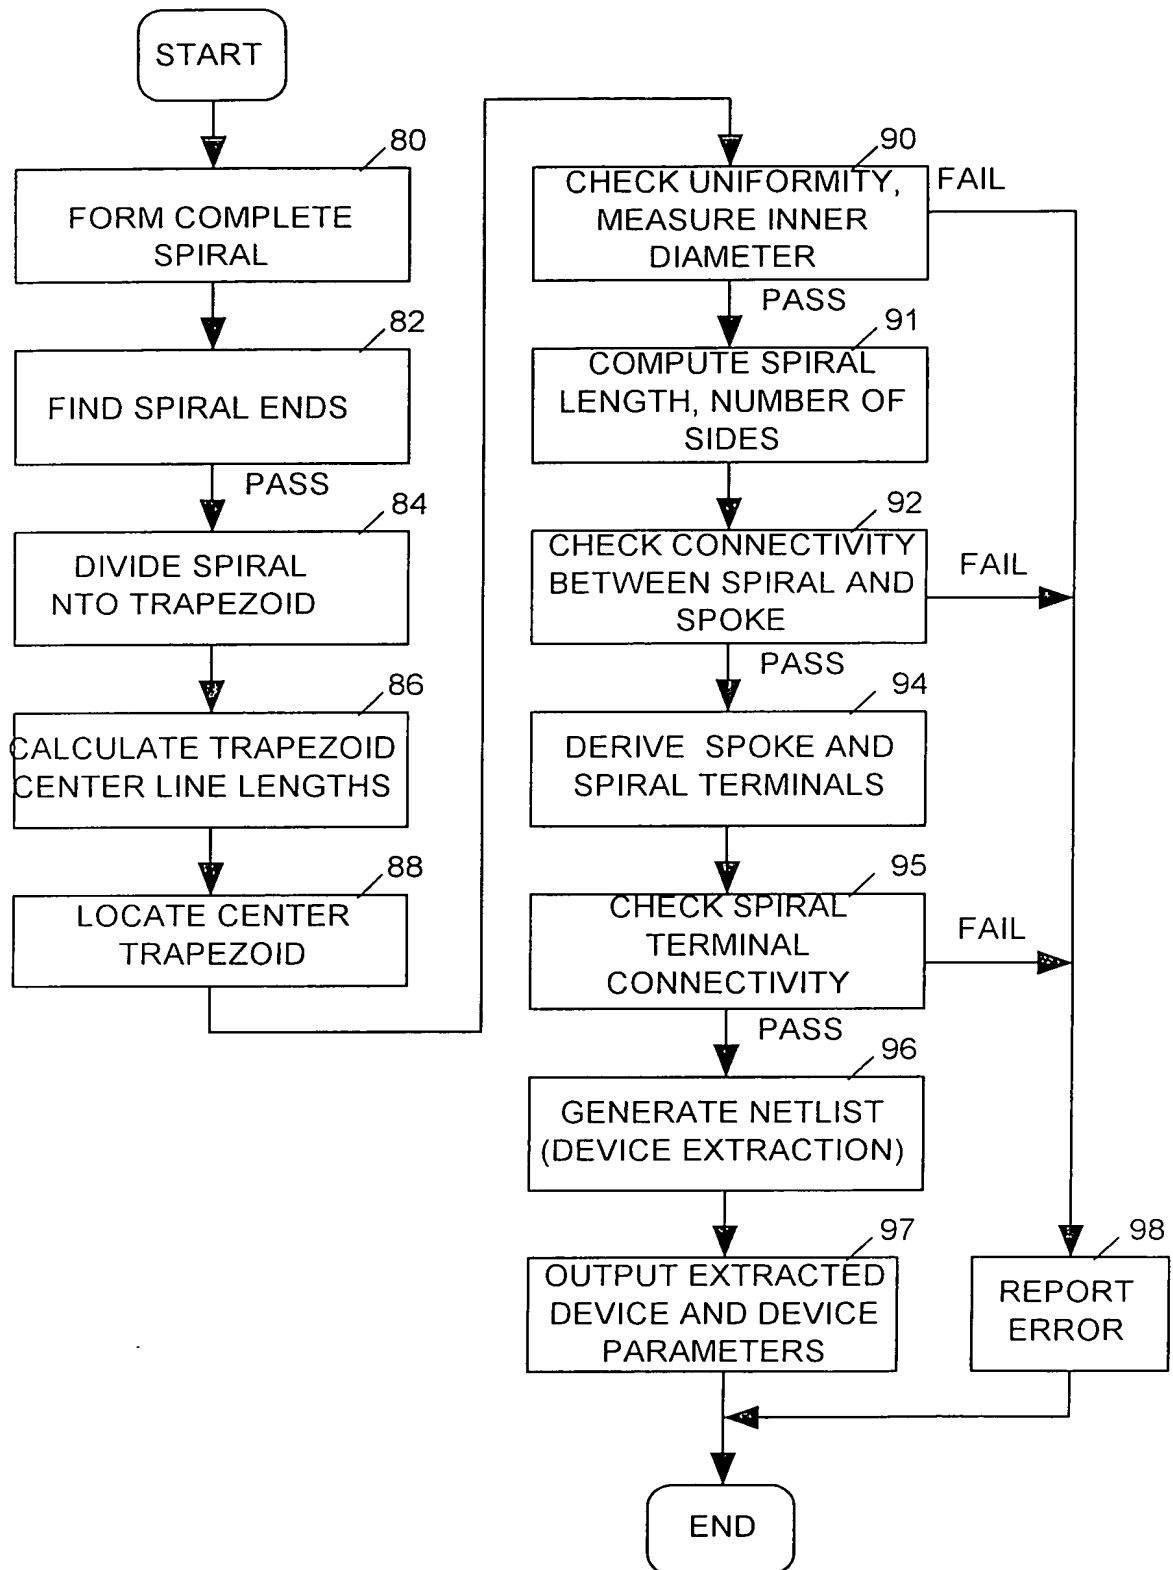 START
80
FORM COMPLETE
SPIRAL
82
FIND SPIRAL ENDS
PASS
84
DIVIDE SPIRAL
NTO TRAPEZOID
86
CALCULATE TRAPEZOID
CENTER LINE LENGTHS
88
LOCATE CENTER
TRAPEZOID
90
CHECK UNIFORMITY,
MEASURE INNER
DIAMETER
FAIL
PASS
91
COMPUTE SPIRAL
LENGTH, NUMBER OF
SIDES
92
CHECK CONNECTIVITY
BETWEEN SPIRAL AND
SPOKE
FAIL
PASS
94
DERIVE SPOKE AND
SPIRAL TERMINALS
95
CHECK SPIRAL
TERMINAL
CONNECTIVITY
FAIL
PASS
96
GENERATE NETLIST
(DEVICE EXTRACTION)
97
OUTPUT EXTRACTED
DEVICE AND DEVICE
PARAMETERS
98
REPORT
ERROR
END